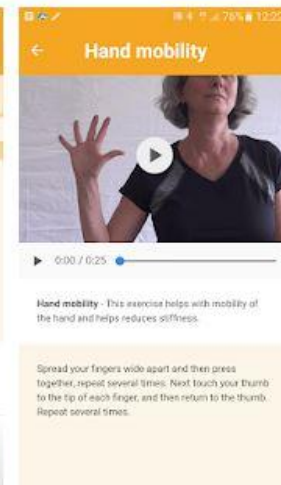 76% 12:22
Hand mobility
0:00 / 0:25
Hand mobility - This exercise helps with mobility of
the hand and helps reduces stiffness.
Spread your fingers wide apart and then press
together, repeat several times. Next touch your thumb
to the tip of each finger, and then return to the thumb.
Repeat several times.